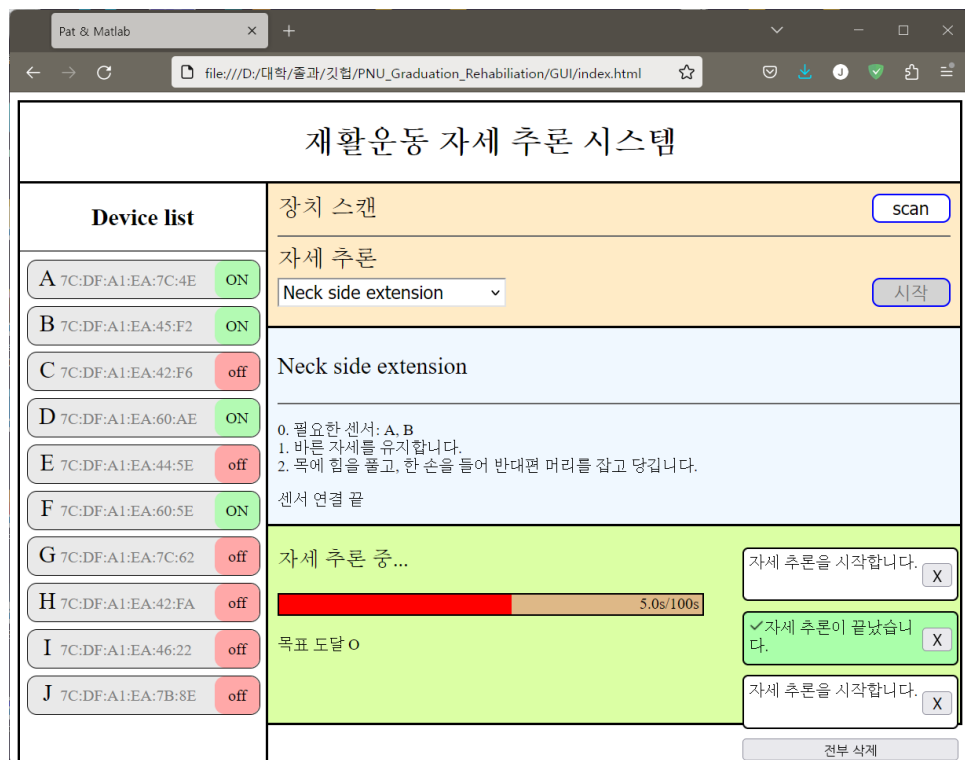 Pat & Matlab
file:///D:/대학/졸과/깃헙/PNU_Graduation_Rehabiliation/GUI/index.html
재활운동 자세 추론 시스템
Device list
A 7C:DF:A1:EA:7C:4E ON
B 7C:DF:A1:EA:45:F2 ON
C 7C:DF:A1:EA:42:F6 off
D 7C:DF:A1:EA:60:AE ON
E 7C:DF:A1:EA:44:5E off
F 7C:DF:A1:EA:60:5E ON
G 7C:DF:A1:EA:7C:62 off
H 7C:DF:A1:EA:42:FA off
I 7C:DF:A1:EA:46:22 off
J 7C:DF:A1:EA:7B:8E off
장치 스캔
scan
자세 추론
Neck side extension
시작
Neck side extension
0. 필요한 센서: A, B
1. 바른 자세를 유지합니다.
2. 목에 힘을 풀고, 한 손을 들어 반대편 머리를 잡고 당깁니다.
센서 연결 끝
자세 추론 중...
5.0s/100s
목표 도달 O
자세 추론을 시작합니다.
X
✓자세 추론이 끝났습니
다.
X
자세 추론을 시작합니다.
X
전부 삭제